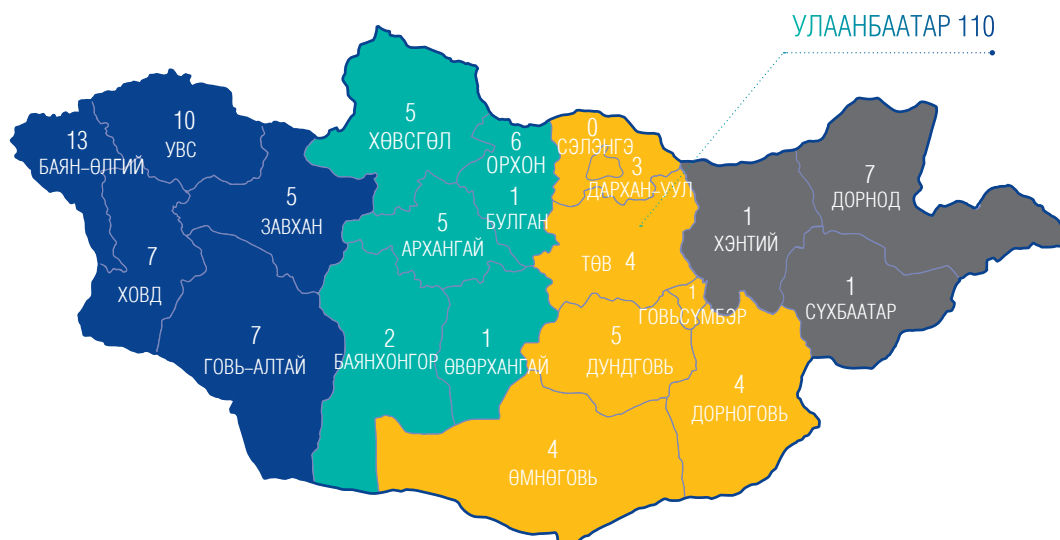 УЛААНБААТАР 110
13
БАЯН–ӨЛГИЙ
10
УВС
5
ЗАВХАН
7
ХОВД
7
ГОВЬ–АЛТАЙ
5
ХӨВСГӨЛ
6
ОРХОН
1
БУЛГАН
5
АРХАНГАЙ
2
БАЯНХОНГОР
1
ӨВӨРХАНГАЙ
0
СЭЛЭНГЭ
3
ДАРХАН–УУЛ
ТӨВ 4
1
ГОВЬСҮМБЭР
5
ДУНДГОВЬ
4
ДОРНОГОВЬ
4
ӨМНӨГОВЬ
1
ХЭНТИЙ
7
ДОРНОД
1
СҮХБААТАР